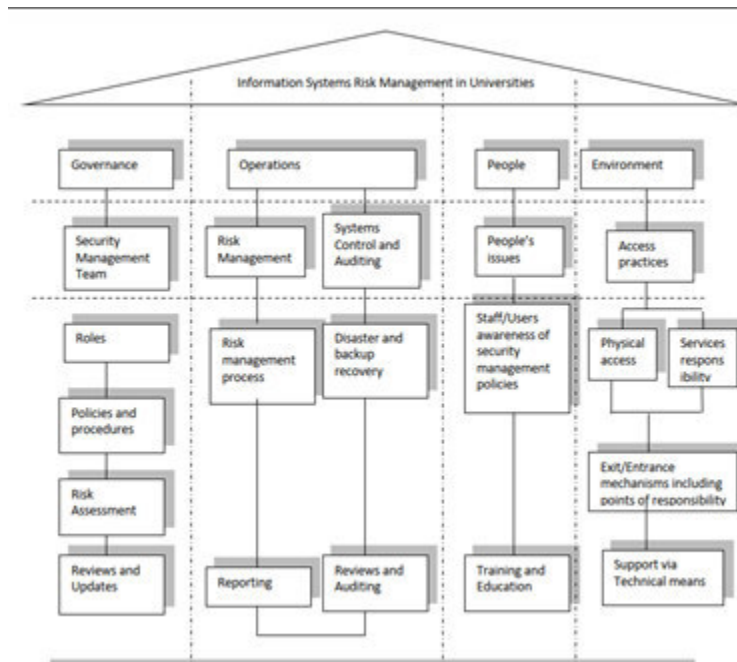 Information Systems Risk Management in Universities
Governance
Operations
People
Environment
Security
Management
Team
Risk
Management
Systems
Control and
Auditing
People's
issues
Access
practices
Roles
Risk
management
process
Disaster and
backup
recovery
Staff/Users
awareness of
security
management
policies
Physical
access
Services
respons
ibility
Policies and
procedures
Exit/Entrance
mechanisms including
points of responsibility
Risk
Assessment
Reviews and
Updates
Reporting
Reviews and
Auditing
Training and
Education
Support via
Technical means